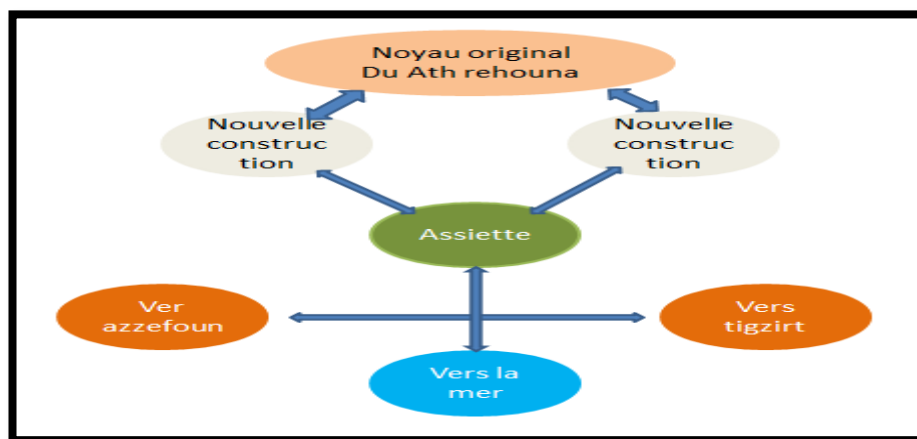 Noyau original
Du Ath rehouna
Nouvelle
construc
tion
Nouvelle
construc
tion
Assiette
Ver
azzefoun
Vers
tigzirt
Vers la
mer